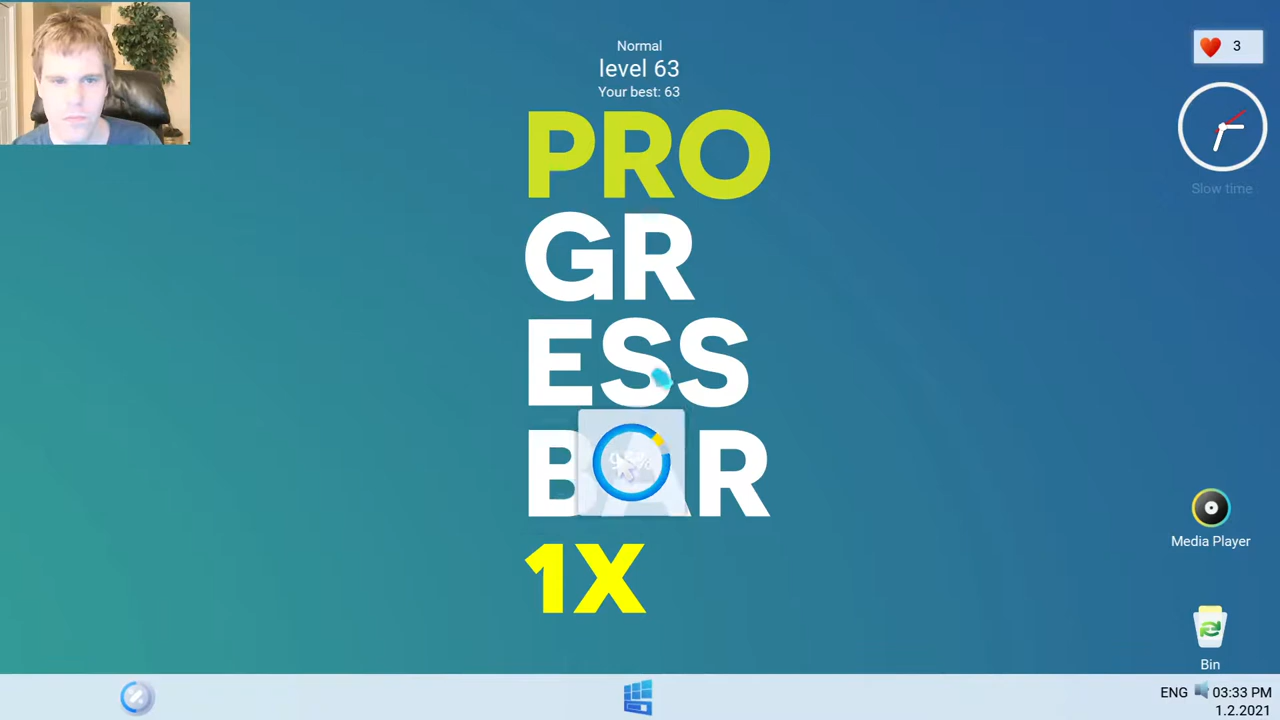 Normal
level 63
Your best: 63
3
Slow time
PRO
GR
ESS
BAR
1X
Media Player
Bin
ENG 03:33 PM
1.2.2021